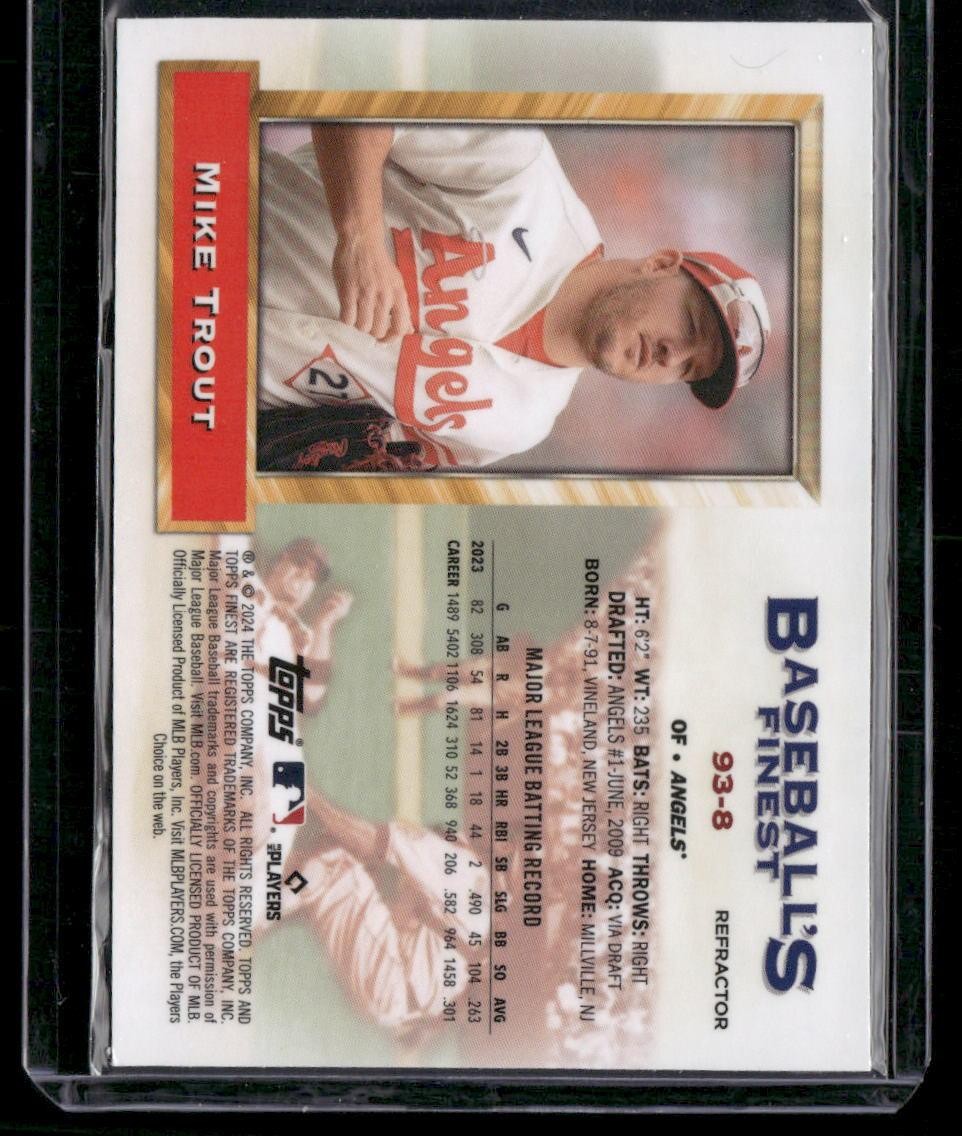 BASEBALL'S
FINEST
93-8
REFRACTOR
OF • ANGELS®
HT: 6'2" WT: 235 BATS: RIGHT THROWS: RIGHT
DRAFTED: ANGELS #1-JUNE, 2009 ACQ: VIA DRAFT
BORN: 8-7-91, VINELAND, NEW JERSEY HOME: MILLVILLE, NJ
MAJOR LEAGUE BATTING RECORD
G AB R H 2B 3B HR RBI SB SLG BB SO AVG
2023 82 308 54 81 14 1 18 44 2 .490 45 104 .263
CAREER 1489 5402 1106 1624 310 52 368 940 206 .582 964 1458 .301
Angels
27
MIKE TROUT
topps®
MLB PLAYERS
® & © 2024 THE TOPPS COMPANY, INC. ALL RIGHTS RESERVED. TOPPS AND
TOPPS FINEST ARE REGISTERED TRADEMARKS OF THE TOPPS COMPANY, INC.
Major League Baseball trademarks and copyrights are used with permission of
Major League Baseball. Visit MLB.com. OFFICIALLY LICENSED PRODUCT OF MLB.
Officially Licensed Product of MLB Players, Inc. Visit MLBPLAYERS.COM, the Players
Choice on the web.